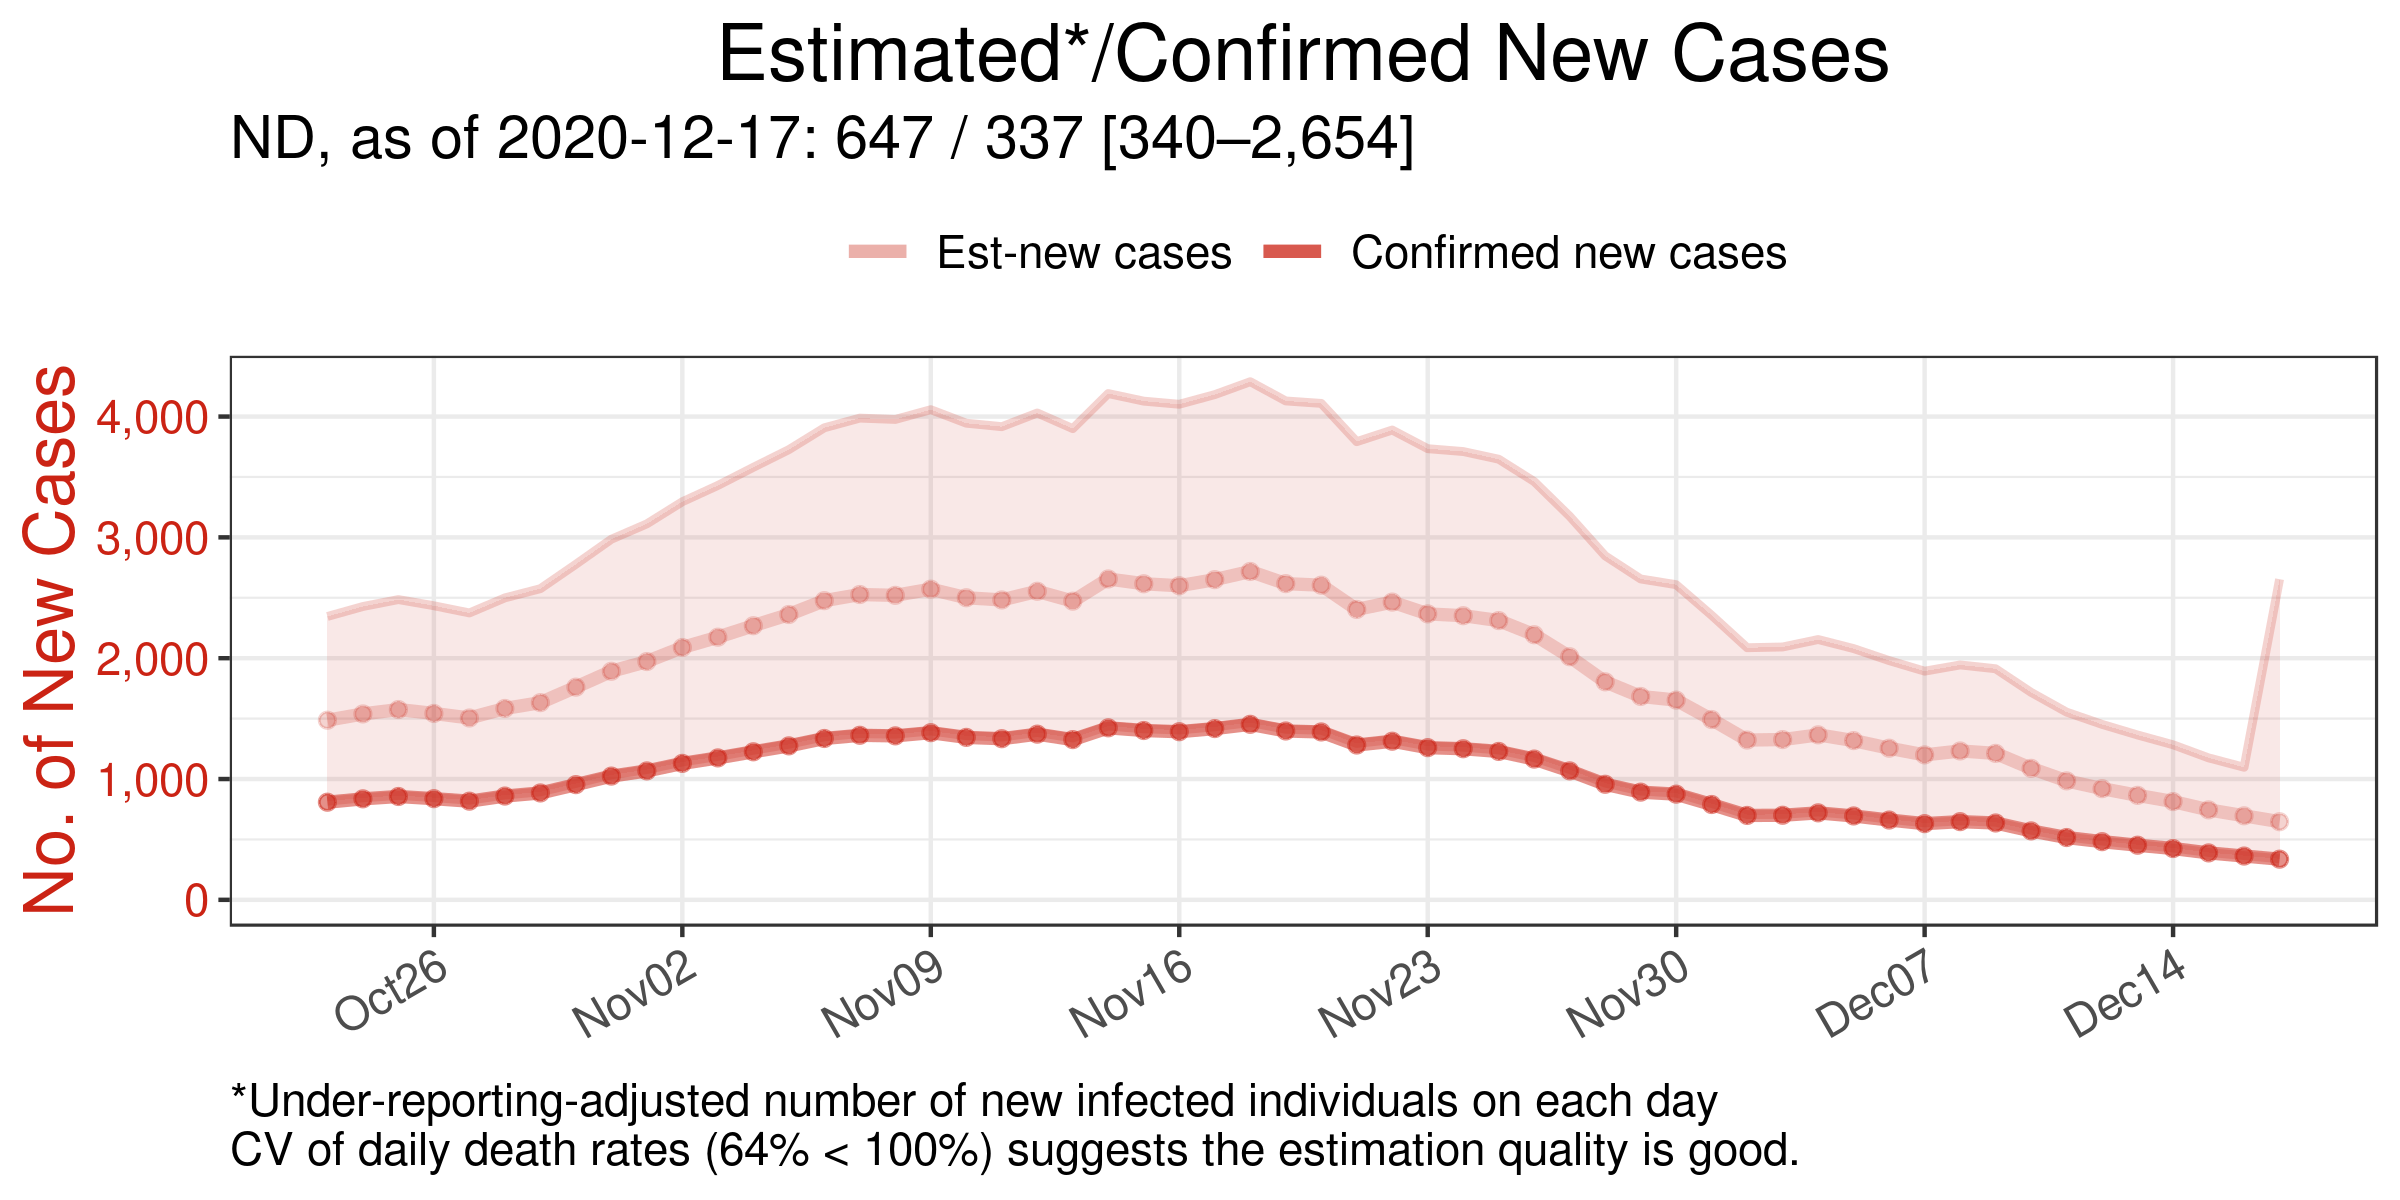 Estimated*/Confirmed New Cases
ND, as of 2020-12-17: 647 / 337 [340–2,654]
Est-new cases
Confirmed new cases
No. of New Cases
4,000
3,000
2,000
1,000
0
Oct26
Nov02
Nov09
Nov16
Nov23
Nov30
Dec07
Dec14
*Under-reporting-adjusted number of new infected individuals on each day
CV of daily death rates (64% < 100%) suggests the estimation quality is good.